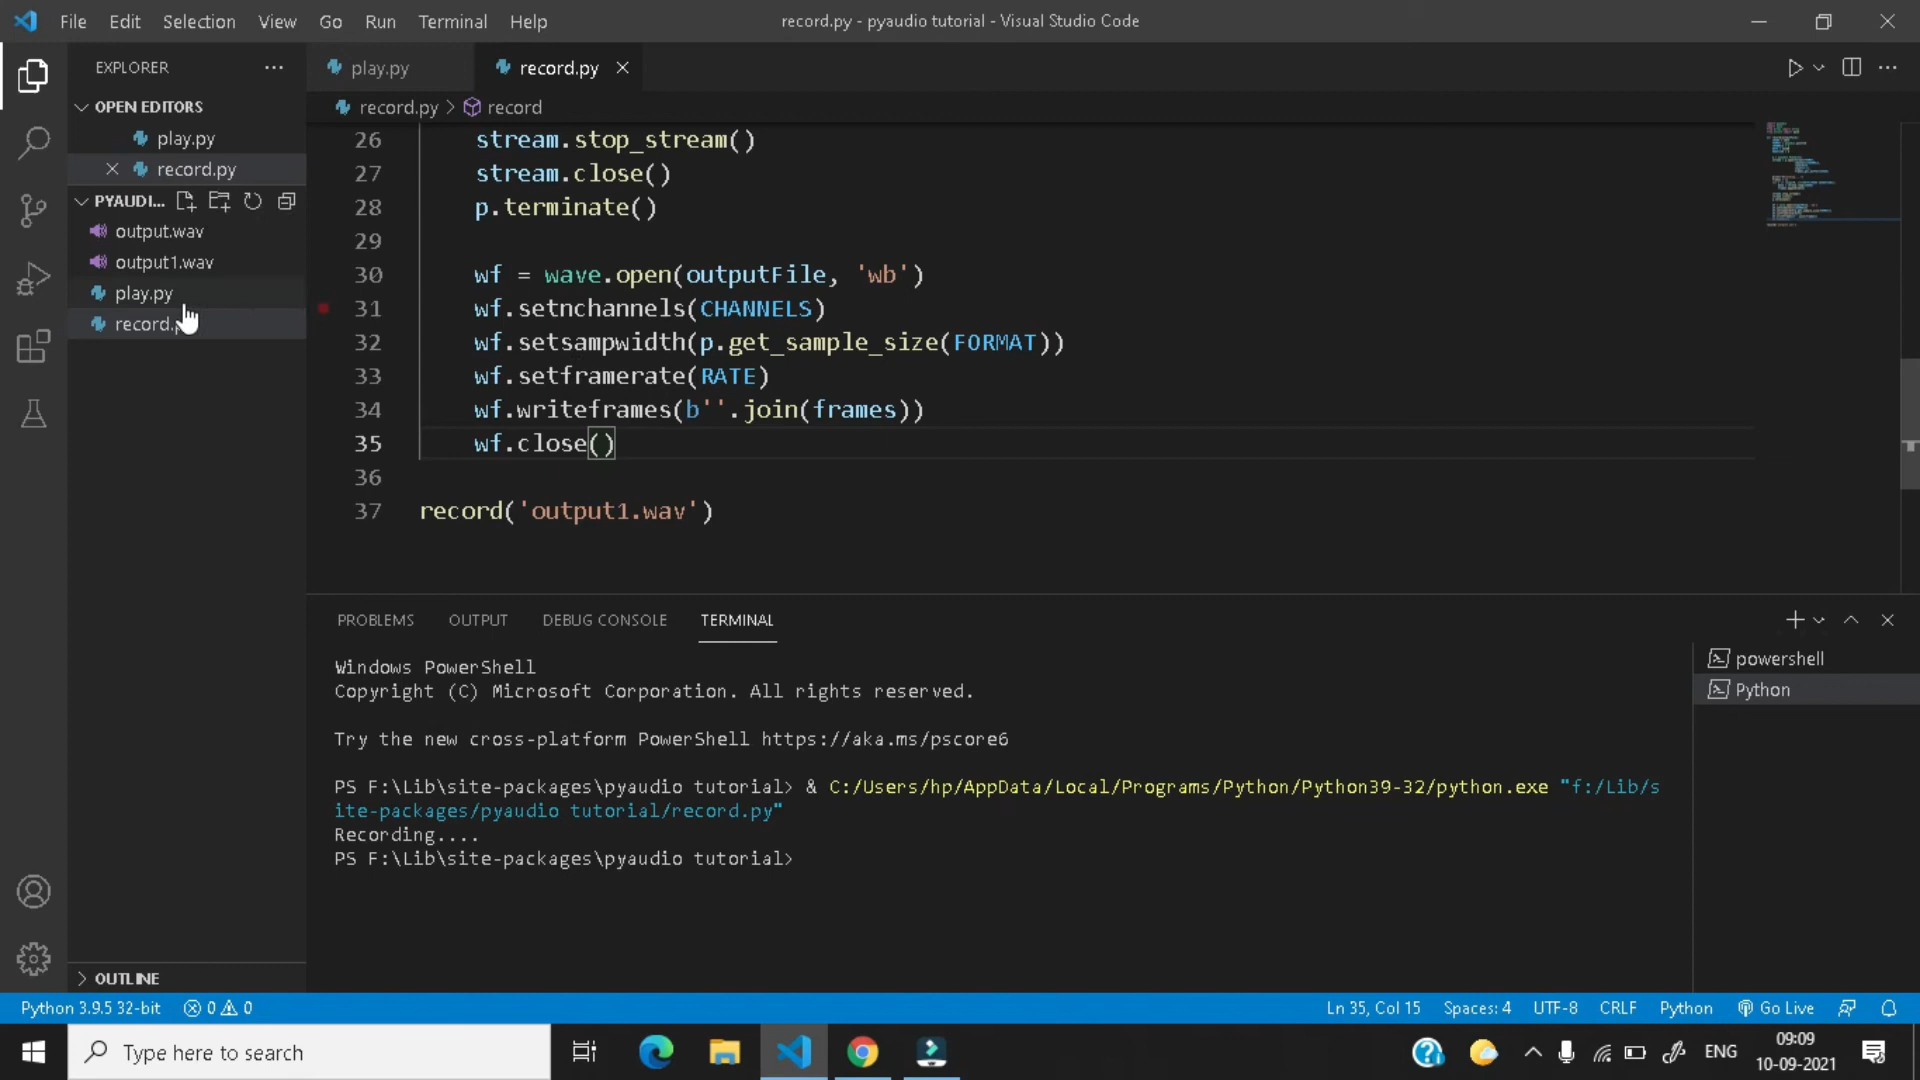 File Edit Selection View Go Run Terminal Help record.py - pyaudio tutorial - Visual Studio Code
EXPLORER
OPEN EDITORS
play.py
record.py
PYAUDI...
output.wav
output1.wav
play.py
record.p
OUTLINE
play.py record.py
record.py > record
26 stream.stop_stream()
27 stream.close()
28 p.terminate()
29
30 wf = wave.open(outputFile, 'wb')
31 wf.setnchannels(CHANNELS)
32 wf.setsampwidth(p.get_sample_size(FORMAT))
33 wf.setframerate(RATE)
34 wf.writeframes(b''.join(frames))
35 wf.close()
36
37 record('output1.wav')
PROBLEMS OUTPUT DEBUG CONSOLE TERMINAL
Windows PowerShell
Copyright (C) Microsoft Corporation. All rights reserved.
Try the new cross-platform PowerShell https://aka.ms/pscore6
PS F:\Lib\site-packages\pyaudio tutorial> & C:/Users/hp/AppData/Local/Programs/Python/Python39-32/python.exe "f:/Lib/s
ite-packages/pyaudio tutorial/record.py"
Recording....
PS F:\Lib\site-packages\pyaudio tutorial>
powershell
Python
Python 3.9.5 32-bit 0 0 Ln 35, Col 15 Spaces: 4 UTF-8 CRLF Python Go Live
Type here to search
ENG
09:09
10-09-2021